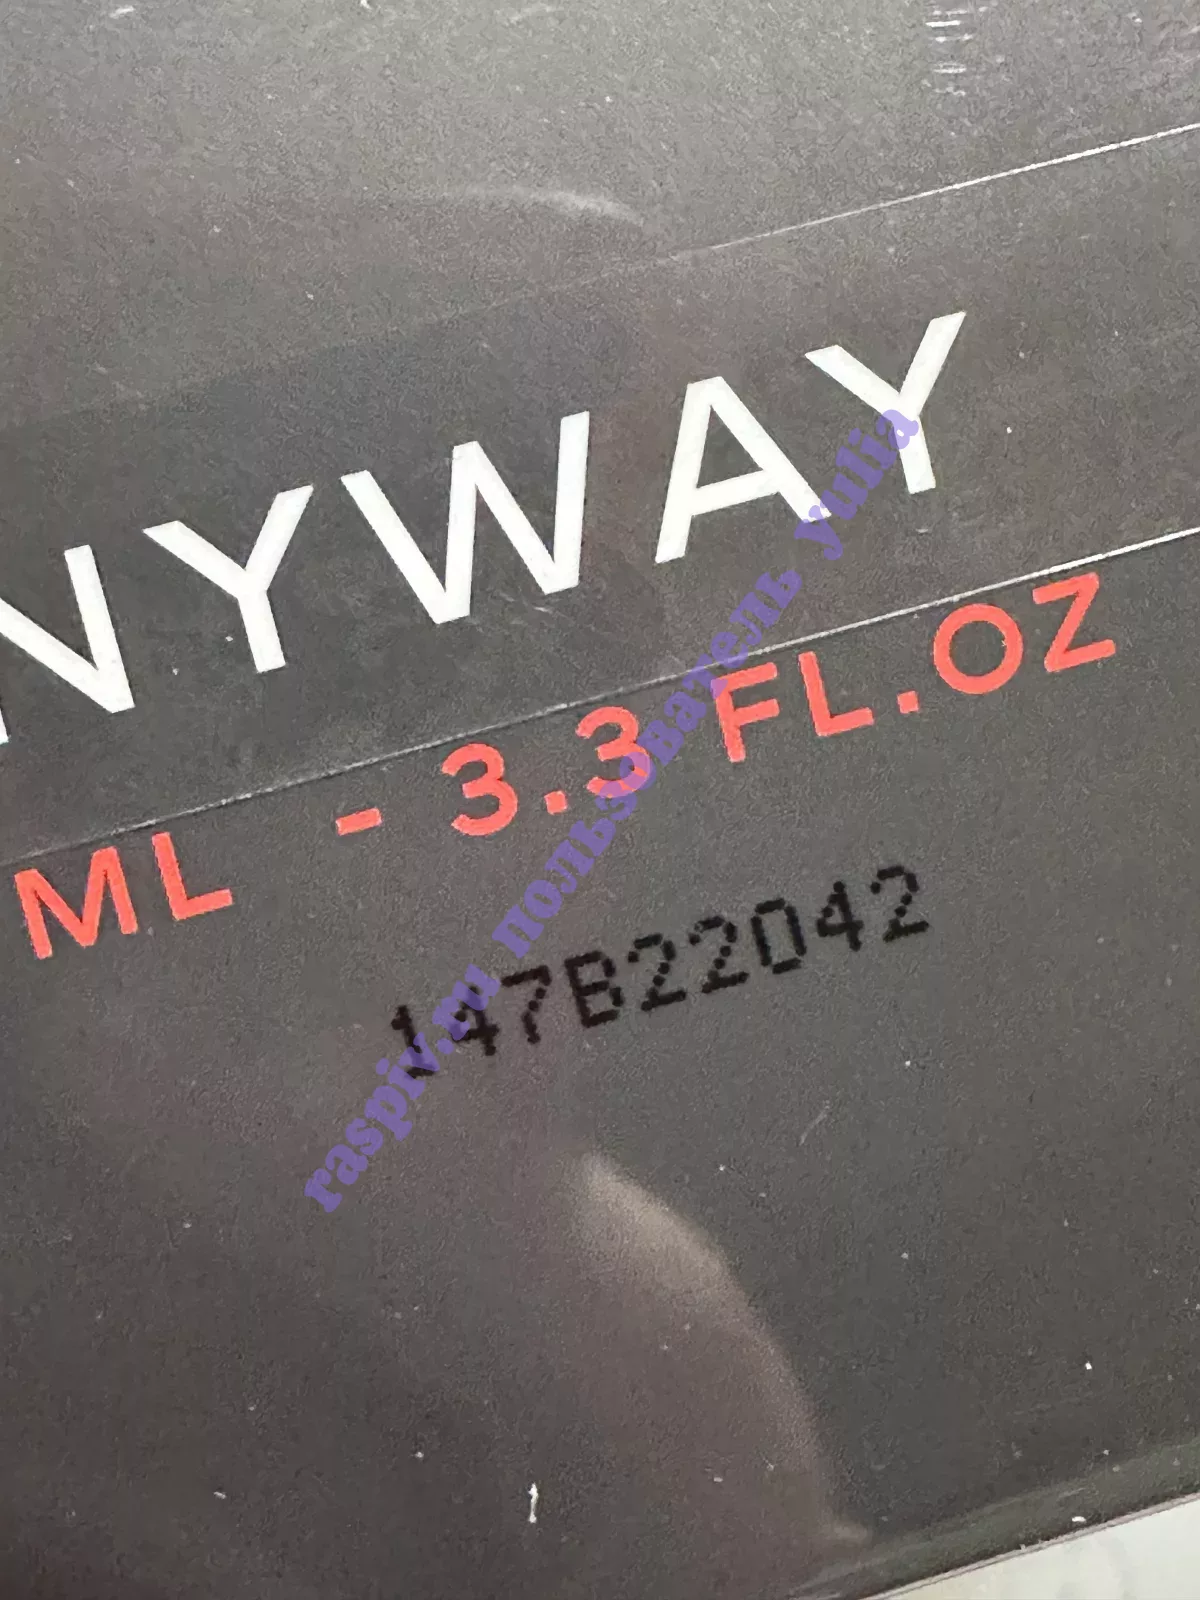 NYWAY
ML - 3.3 FL.OZ
147B22042
raspiv.ru пользователь yulia